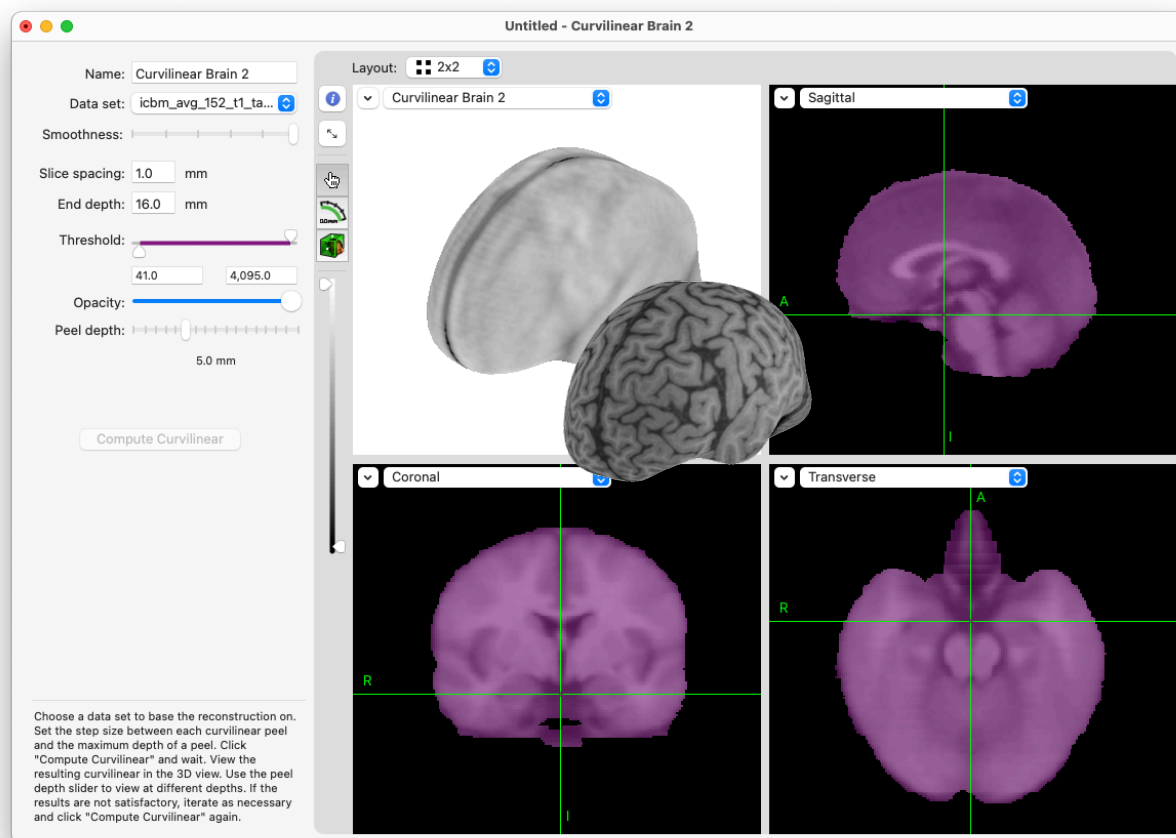 Untitled - Curvilinear Brain 2
Name: Curvilinear Brain 2
Data set: icbm_avg_152_t1_ta...
Smoothness:
Slice spacing: 1.0 mm
End depth: 16.0 mm
Threshold:
41.0 4,095.0
Opacity:
Peel depth:
5.0 mm
Compute Curvilinear
Choose a data set to base the reconstruction on.
Set the step size between each curvilinear peel
and the maximum depth of a peel. Click
"Compute Curvilinear" and wait. View the
resulting curvilinear in the 3D view. Use the peel
depth slider to view at different depths. If the
results are not satisfactory, iterate as necessary
and click "Compute Curvilinear" again.
Layout: 2x2
i
0.0mm
Curvilinear Brain 2
Sagittal
A
I
Coronal
R
I
Transverse
A
R